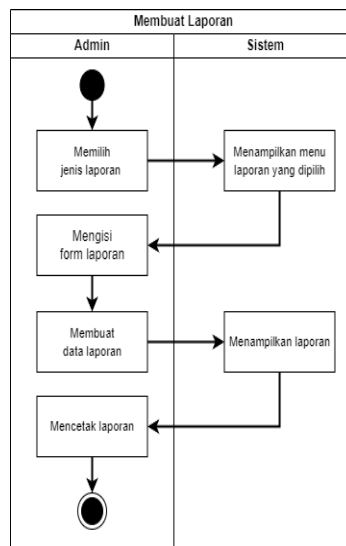 Membuat Laporan
Admin
Sistem
Memilih
jenis laporan
Menampilkan menu
laporan yang dipilih
Mengisi
form laporan
Membuat
data laporan
Menampilkan laporan
Mencetak laporan